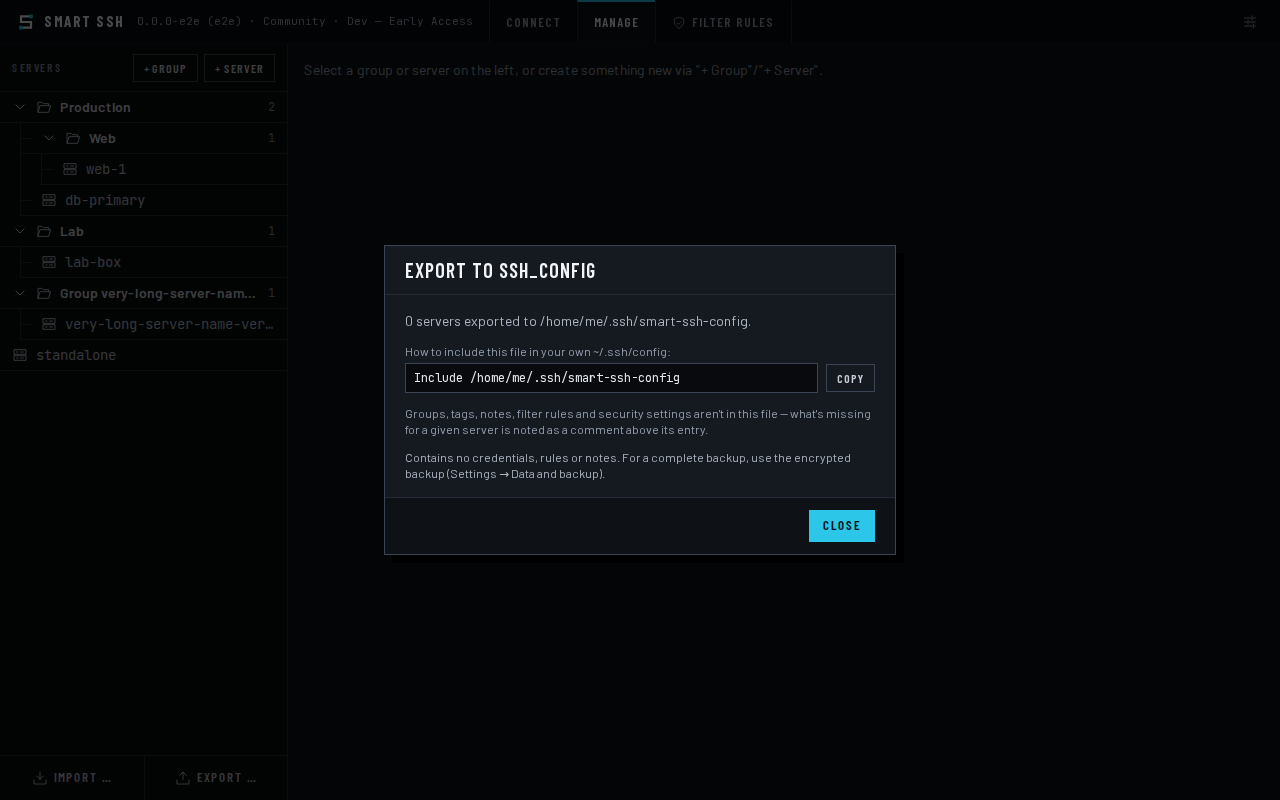 SMART SSH 0.0.0-e2e (e2e) · Community · Dev — Early Access CONNECT MANAGE FILTER RULES
SERVERS + GROUP + SERVER
Select a group or server on the left, or create something new via "+ Group"/"+ Server".
Production 2
Web 1
web-1
db-primary
Lab 1
lab-box
Group very-long-server-nam... 1
very-long-server-name-ver...
standalone
EXPORT TO SSH_CONFIG
0 servers exported to /home/me/.ssh/smart-ssh-config.
How to include this file in your own ~/.ssh/config:
Include /home/me/.ssh/smart-ssh-config COPY
Groups, tags, notes, filter rules and security settings aren't in this file — what's missing
for a given server is noted as a comment above its entry.
Contains no credentials, rules or notes. For a complete backup, use the encrypted
backup (Settings → Data and backup).
CLOSE
IMPORT ... EXPORT ...